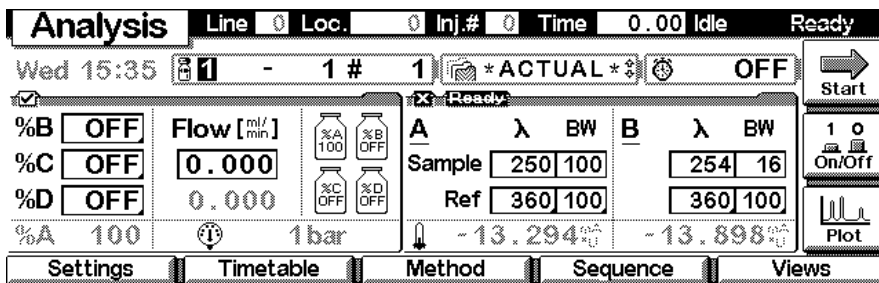 Analysis Line 0 Loc. 0 Inj.# 0 Time 0.00 Idle Ready
Wed 15:35 1 - 1 # 1 *ACTUAL* OFF
Start
Ready
%B OFF Flow [ml/min] %A 100 %B OFF A λ BW B λ BW
%C OFF 0.000 Sample 250 100 254 16
1 0
On/Off
%D OFF 0.000 %C OFF %D OFF Ref 360 100 360 100
%A 100 1bar -13.294 -13.898
Plot
Settings Timetable Method Sequence Views